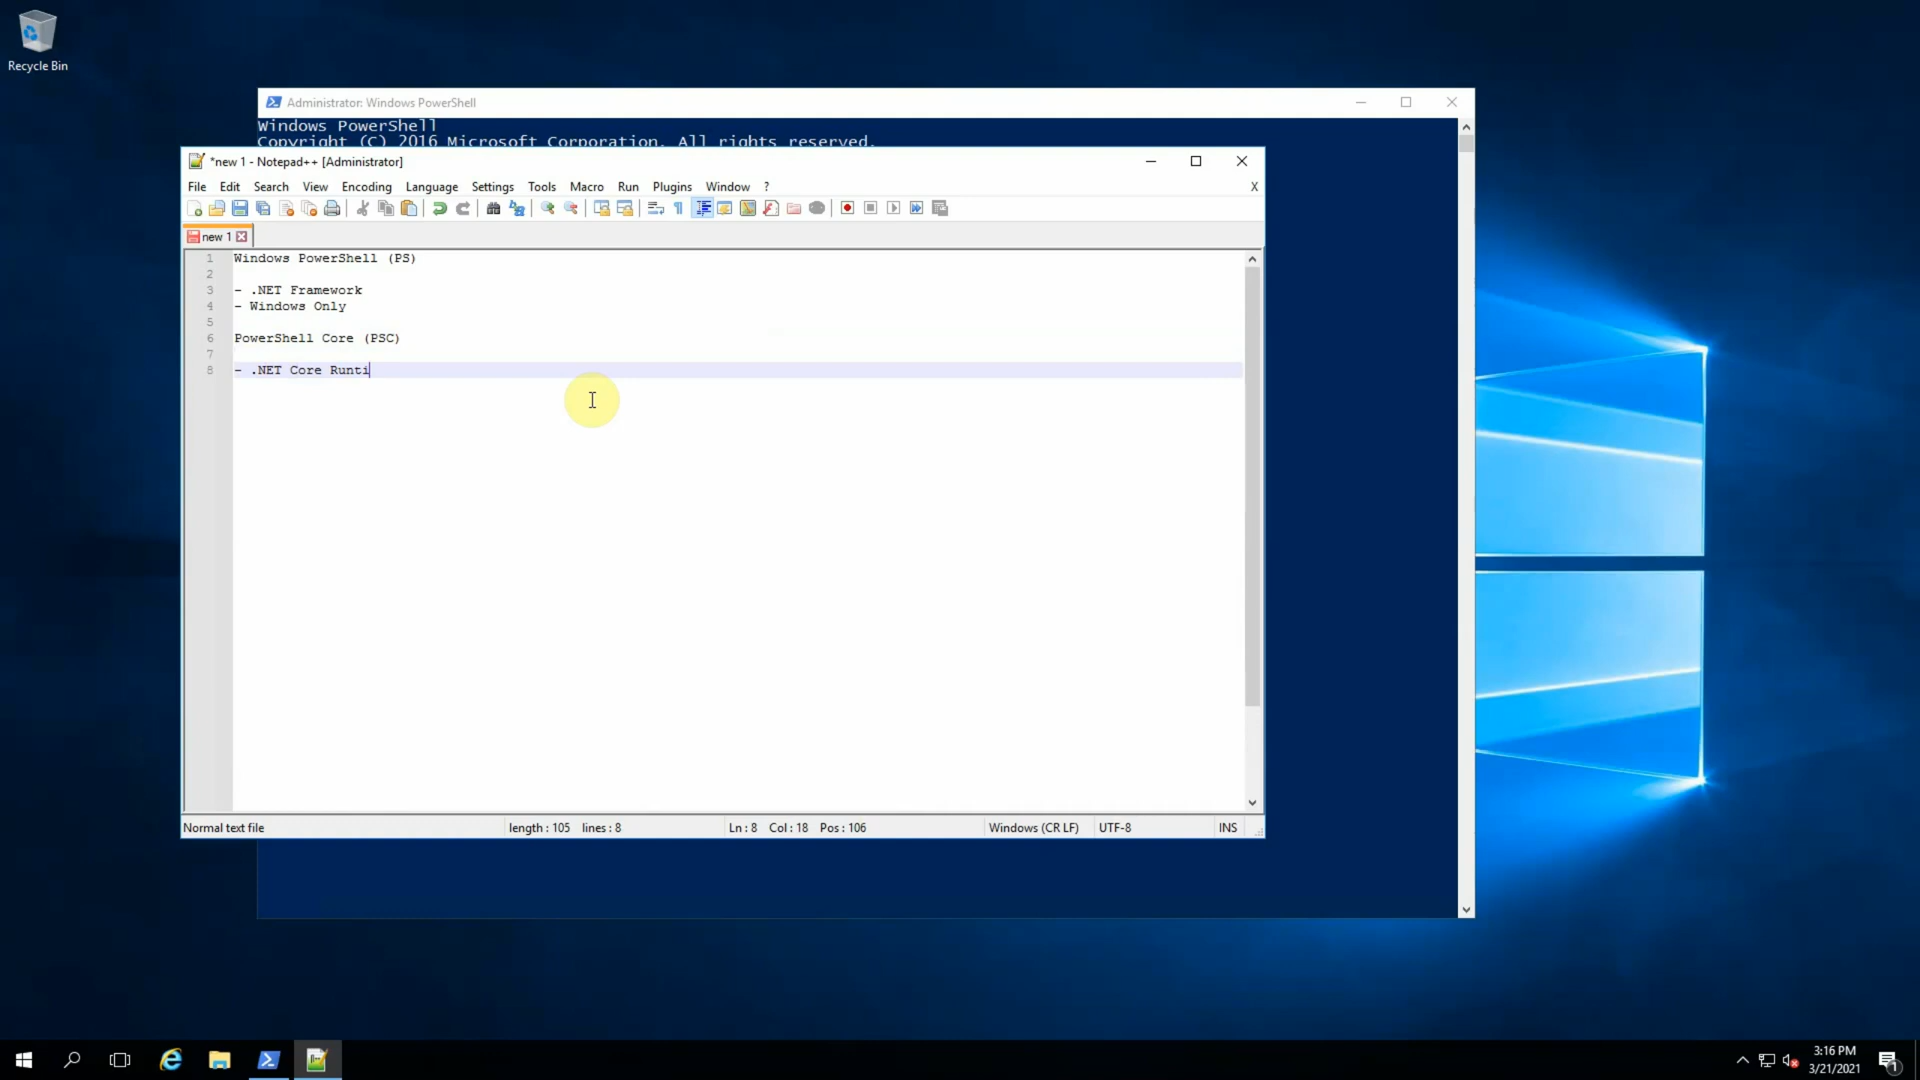 Recycle Bin
Administrator: Windows PowerShell
Windows PowerShell
Copyright (C) 2016 Microsoft Corporation. All rights reserved.
*new 1 - Notepad++ [Administrator]
File Edit Search View Encoding Language Settings Tools Macro Run Plugins Window ? X
new 1
1 Windows PowerShell (PS)
2
3 - .NET Framework
4 - Windows Only
5
6 PowerShell Core (PSC)
7
8 - .NET Core Runti
Normal text file length : 105 lines : 8 Ln : 8 Col : 18 Pos : 106 Windows (CR LF) UTF-8 INS
3:16 PM
3/21/2021
1